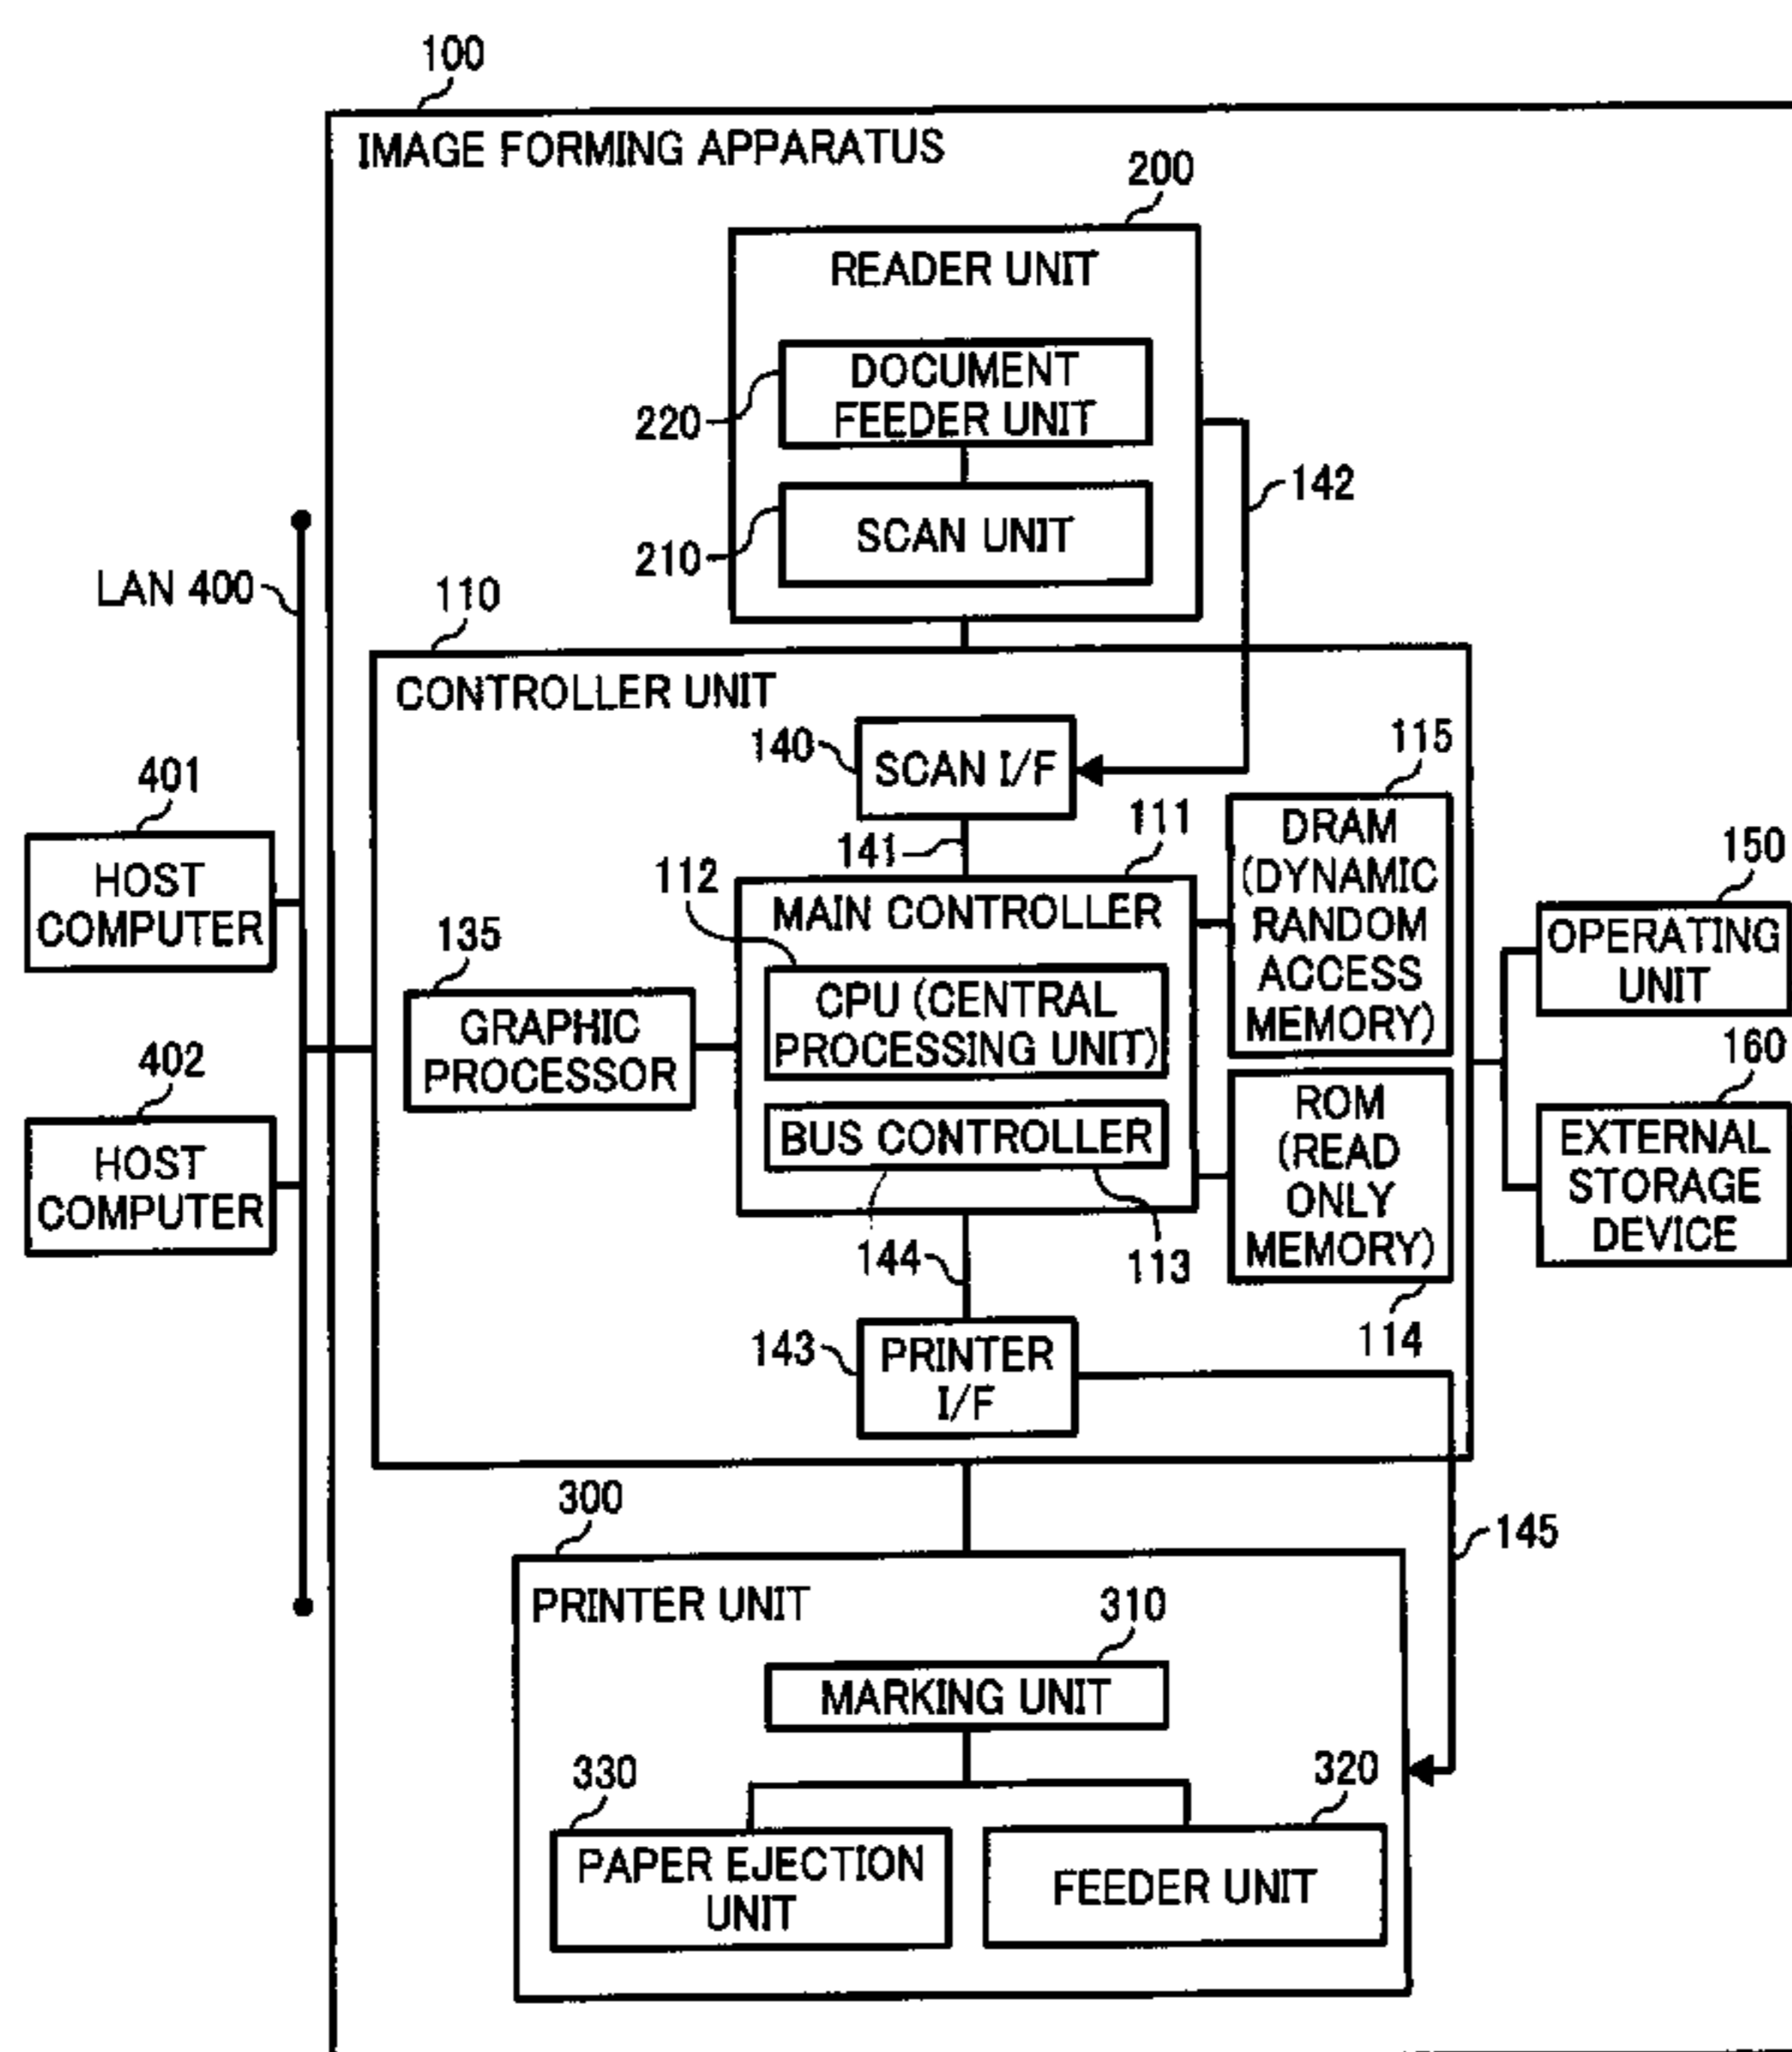 100
IMAGE FORMING APPARATUS
200
READER UNIT
DOCUMENT
FEEDER UNIT
220
142
SCAN UNIT
210
LAN 400
110
CONTROLLER UNIT
140
SCAN I/F
115
401
HOST
COMPUTER
141
111
DRAM
(DYNAMIC
RANDOM
ACCESS
MEMORY)
112
MAIN CONTROLLER
150
OPERATING
UNIT
135
GRAPHIC
PROCESSOR
CPU (CENTRAL
PROCESSING UNIT)
402
HOST
COMPUTER
160
EXTERNAL
STORAGE
DEVICE
BUS CONTROLLER
ROM
(READ
ONLY
MEMORY)
144
113
114
143
PRINTER
I/F
300
145
PRINTER UNIT
310
MARKING UNIT
330
320
PAPER EJECTION
UNIT
FEEDER UNIT